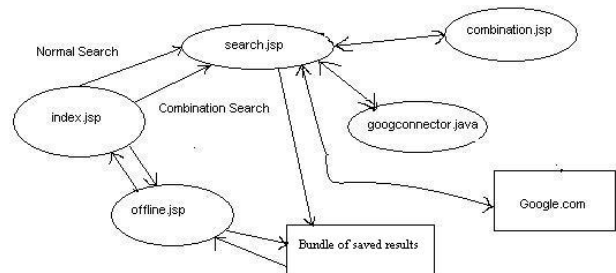 Normal Search
search.jsp
combination.jsp
index.jsp
Combination Search
googconnector.java
offline.jsp
Google.com
Bundle of saved results